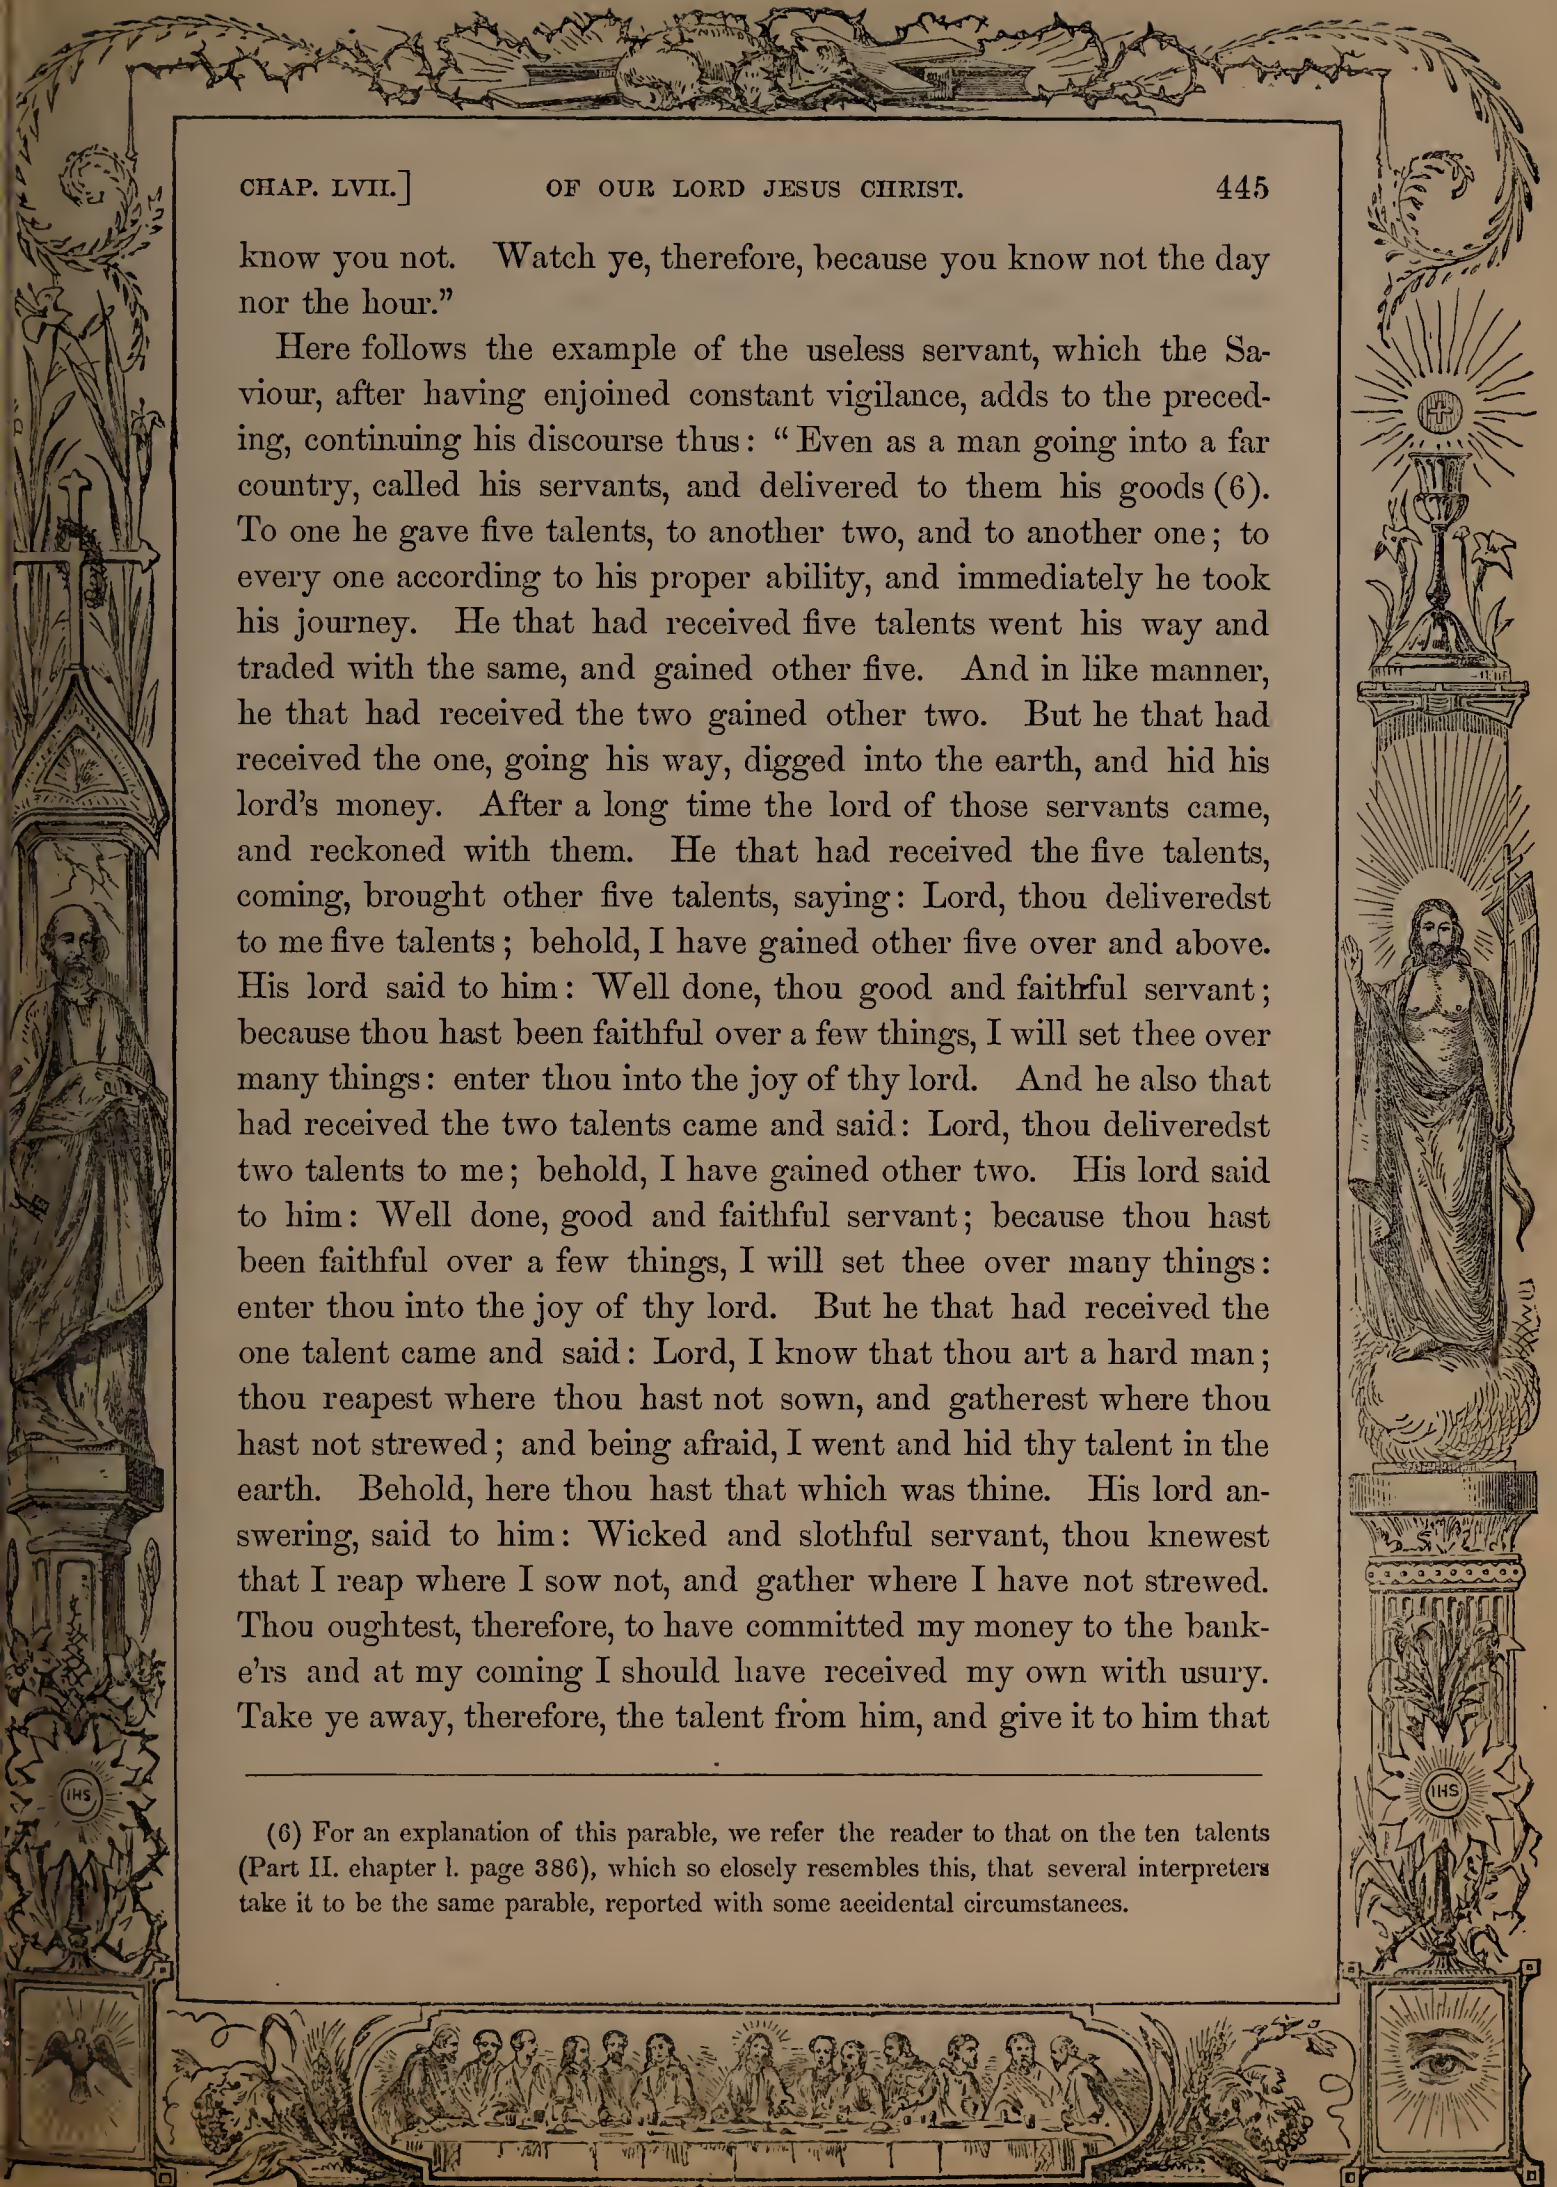 CHAP. LVII.] OF OUR LORD JESUS CHRIST. 445
know you not. Watch ye, therefore, because you know not the day
nor the hour.”
Here follows the example of the useless servant, which the Sa-
viour, after having enjoined constant vigilance, adds to the preced-
ing, continuing his discourse thus: “Even as a man going into a far
country, called his servants, and delivered to them his goods (6).
To one he gave five talents, to another two, and to another one; to
every one according to his proper ability, and immediately he took
his journey. He that had received five talents went his way and
traded with the same, and gained other five. And in like manner,
he that had received the two gained other two. But he that had
received the one, going his way, digged into the earth, and hid his
lord’s money. After a long time the lord of those servants came,
and reckoned with them. He that had received the five talents,
coming, brought other five talents, saying: Lord, thou deliveredst
to me five talents; behold, I have gained other five over and above.
His lord said to him: Well done, thou good and faithful servant;
because thou hast been faithful over a few things, I will set thee over
many things: enter thou into the joy of thy lord. And he also that
had received the two talents came and said: Lord, thou deliveredst
two talents to me; behold, I have gained other two. His lord said
to him: Well done, good and faithful servant; because thou hast
been faithful over a few things, I will set thee over many things:
enter thou into the joy of thy lord. But he that had received the
one talent came and said: Lord, I know that thou art a hard man;
thou reapest where thou hast not sown, and gatherest where thou
hast not strewed; and being afraid, I went and hid thy talent in the
earth. Behold, here thou hast that which was thine. His lord an-
swering, said to him: Wicked and slothful servant, thou knewest
that I reap where I sow not, and gather where I have not strewed.
Thou oughtest, therefore, to have committed my money to the bank-
e’rs and at my coming I should have received my own with usury.
Take ye away, therefore, the talent from him, and give it to him that
(6) For an explanation of this parable, we refer the reader to that on the ten talents
(Part II. chapter l. page 386), which so closely resembles this, that several interpreters
take it to be the same parable, reported with some accidental circumstances.
IHS
IHS